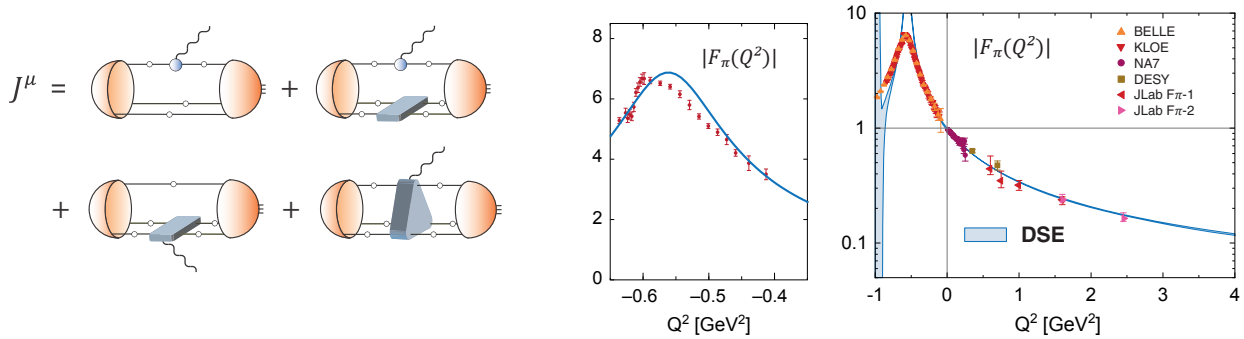 J^μ =
+
+
+
|F_π(Q²)|
8
6
4
2
0
−0.6
−0.5
−0.4
Q² [GeV²]
|F_π(Q²)|
BELLE
KLOE
NA7
DESY
JLab Fπ-1
JLab Fπ-2
DSE
10
1
0.1
-1
0
1
2
3
4
Q² [GeV²]